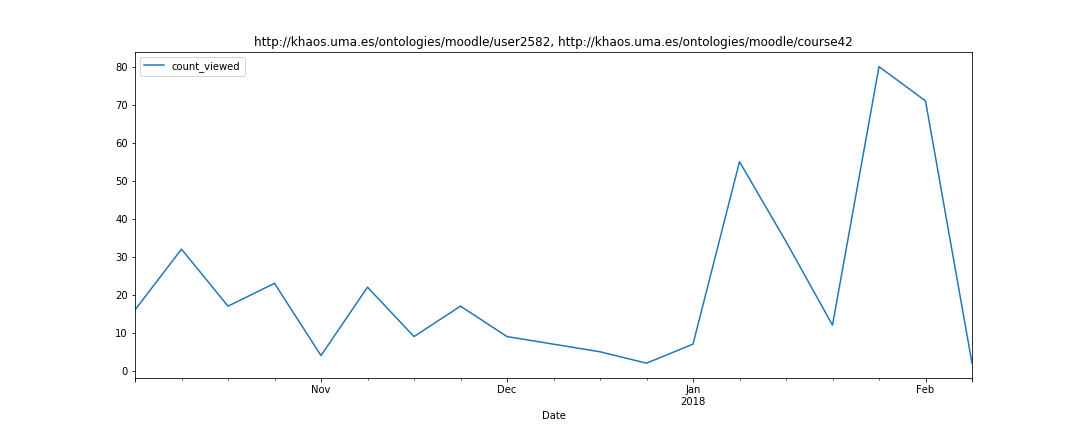 http://khaos.uma.es/ontologies/moodle/user2582, http://khaos.uma.es/ontologies/moodle/course42
count_viewed
80
70
60
50
40
30
20
10
0
Nov
Dec
Jan
2018
Feb
Date